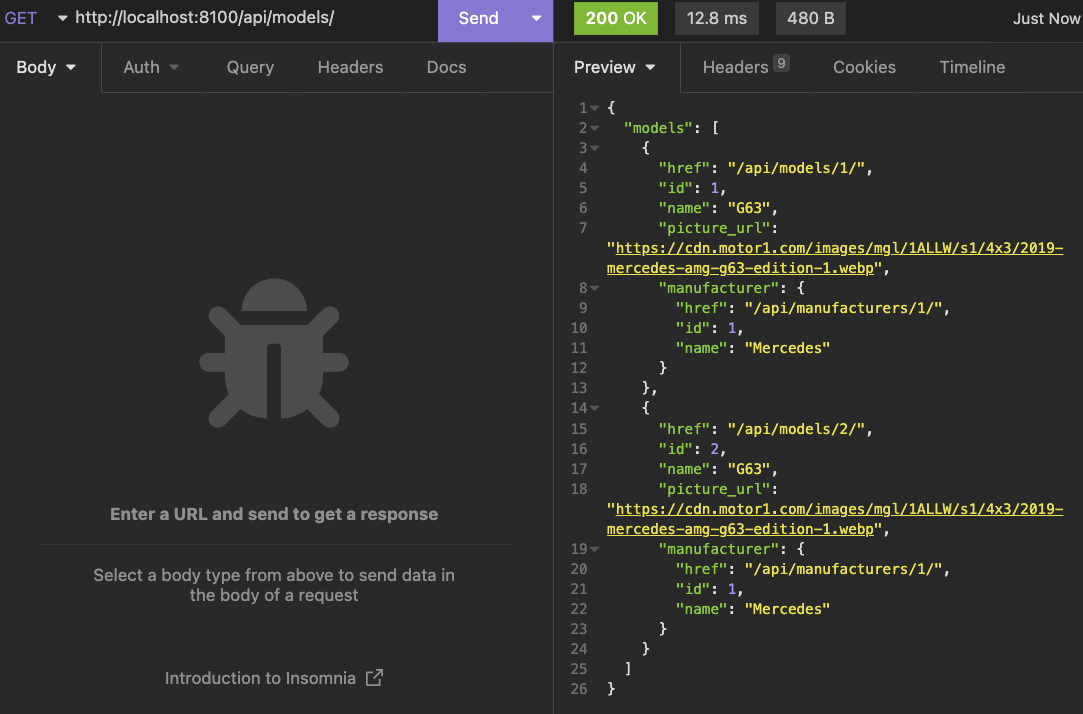 GET http://localhost:8100/api/models/ Send 200 OK 12.8 ms 480 B Just Now
Body Auth Query Headers Docs
Enter a URL and send to get a response
Select a body type from above to send data in
the body of a request
Introduction to Insomnia
Preview Headers 9 Cookies Timeline
1 {
2 "models": [
3 {
4 "href": "/api/models/1/",
5 "id": 1,
6 "name": "G63",
7 "picture_url":
"https://cdn.motor1.com/images/mgl/1ALLW/s1/4x3/2019-
mercedes-amg-g63-edition-1.webp",
8 "manufacturer": {
9 "href": "/api/manufacturers/1/",
10 "id": 1,
11 "name": "Mercedes"
12 }
13 },
14 {
15 "href": "/api/models/2/",
16 "id": 2,
17 "name": "G63",
18 "picture_url":
"https://cdn.motor1.com/images/mgl/1ALLW/s1/4x3/2019-
mercedes-amg-g63-edition-1.webp",
19 "manufacturer": {
20 "href": "/api/manufacturers/1/",
21 "id": 1,
22 "name": "Mercedes"
23 }
24 }
25 ]
26 }